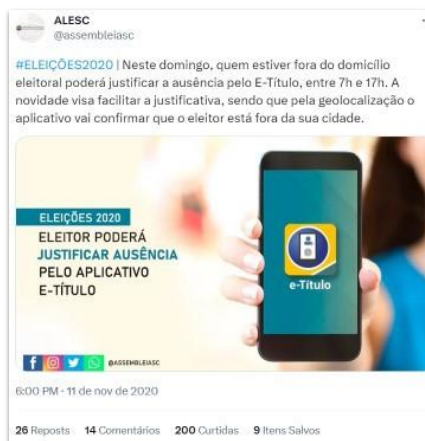 ALESC
@assembleiasc
#ELEIÇÕES2020 | Neste domingo, quem estiver fora do domicílio
eleitoral poderá justificar a ausência pelo E-Título, entre 7h e 17h. A
novidade visa facilitar a justificativa, sendo que pela geolocalização o
aplicativo vai confirmar que o eleitor está fora da sua cidade.
ELEIÇÕES 2020
ELEITOR PODERÁ
JUSTIFICAR AUSÊNCIA
PELO APLICATIVO
E-TÍTULO
e-Título
@ASSEMBLEIASC
6:00 PM - 11 de nov de 2020
26 Reposts 14 Comentários 200 Curtidas 9 Itens Salvos